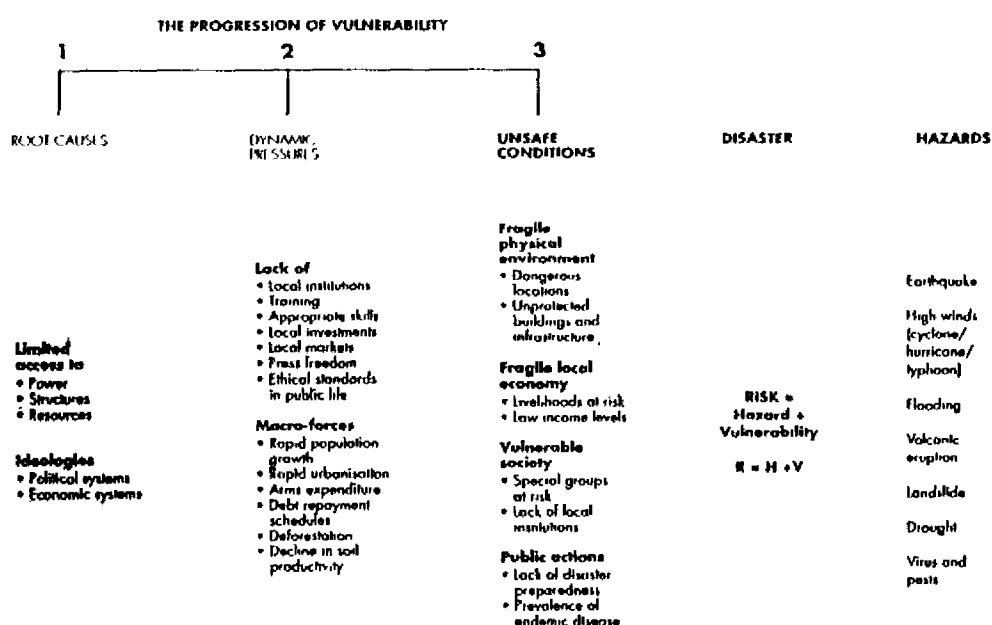 THE PROGRESSION OF VULNERABILITY
1
2
3
ROOT CAUSES
DYNAMIC
PRESSURES
UNSAFE
CONDITIONS
DISASTER
HAZARDS
Limited
access to
• Power
• Structures
• Resources
Ideologies
• Political systems
• Economic systems
Lack of
• Local institutions
• Training
• Appropriate skills
• Local investments
• Local markets
• Press freedom
• Ethical standards
in public life
Macro-forces
• Rapid population
growth
• Rapid urbanisation
• Arms expenditure
• Debt repayment
schedules
• Deforestation
• Decline in soil
productivity
Fragile
physical
environment
• Dangerous
locations
• Unprotected
buildings and
infrastructure
Fragile local
economy
• Livelihoods at risk
• Low income levels
Vulnerable
society
• Special groups
at risk
• Lack of local
institutions
Public actions
• Lack of disaster
preparedness
• Prevalence of
endemic disease
RISK =
Hazard +
Vulnerability
R = H + V
Earthquake
High winds
(cyclone/
hurricane/
typhoon)
Flooding
Volcanic
eruption
Landslide
Drought
Virus and
pests